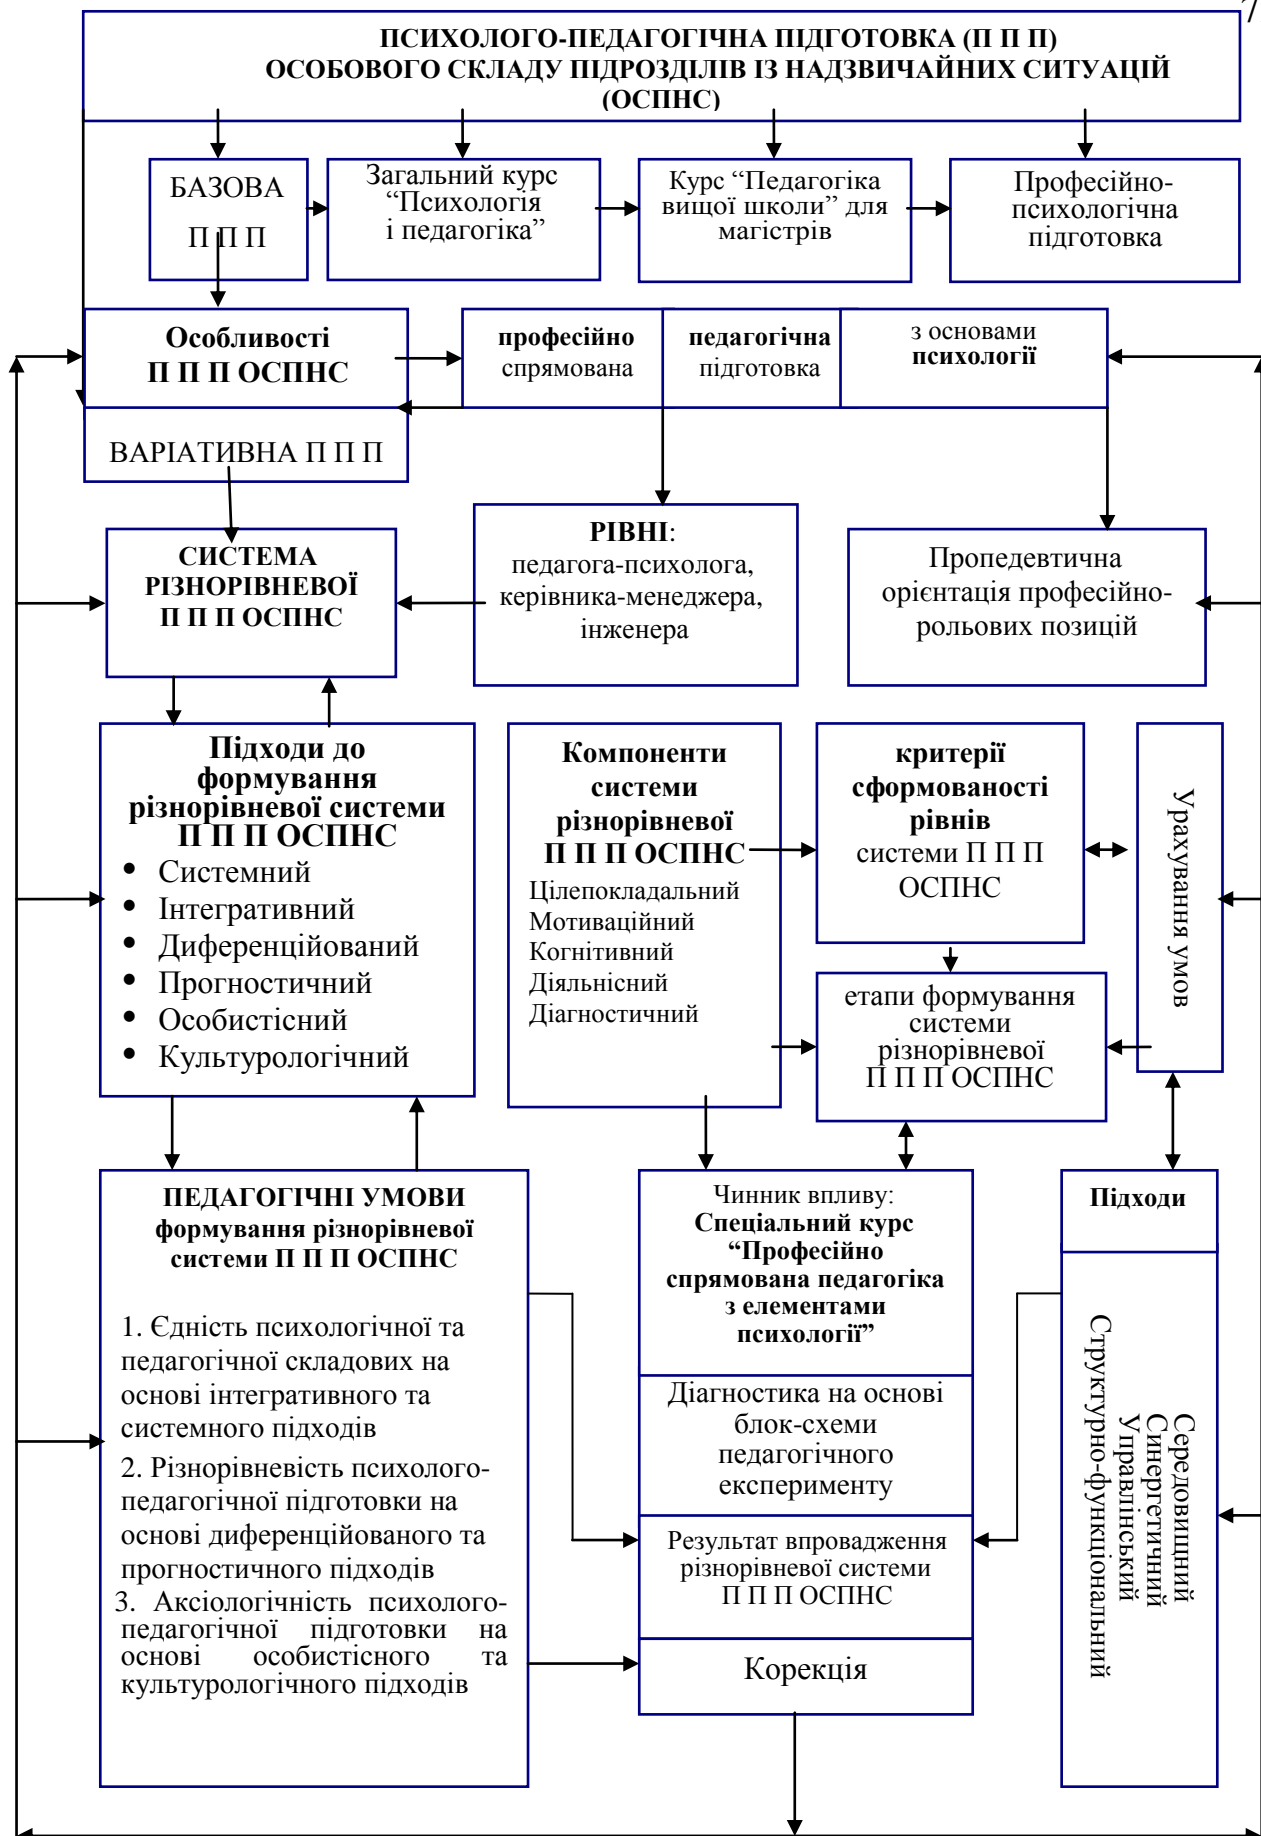 7
ПСИХОЛОГО-ПЕДАГОГІЧНА ПІДГОТОВКА (П П П)
ОСОБОВОГО СКЛАДУ ПІДРОЗДІЛІВ ІЗ НАДЗВИЧАЙНИХ СИТУАЦІЙ
(ОСПНС)
БАЗОВА
П П П
Загальний курс
“Психологія
і педагогіка”
Курс “Педагогіка
вищої школи” для
магістрів
Професійно-
психологічна
підготовка
Особливості
П П П ОСПНС
професійно
спрямована
педагогічна
підготовка
з основами
психології
ВАРІАТИВНА П П П
СИСТЕМА
РІЗНОРІВНЕВОЇ
П П П ОСПНС
РІВНІ:
педагога-психолога,
керівника-менеджера,
інженера
Пропедевтична
орієнтація професійно-
рольових позицій
Підходи до
формування
різнорівневої системи
П П П ОСПНС
• Системний
• Інтегративний
• Диференційований
• Прогностичний
• Особистісний
• Культурологічний
Компоненти
системи
різнорівневої
П П П ОСПНС
Цілепокладальний
Мотиваційний
Когнітивний
Діяльнісний
Діагностичний
критерії
сформованості
рівнів
системи П П П
ОСПНС
етапи формування
системи
різнорівневої
П П П ОСПНС
Урахування умов
ПЕДАГОГІЧНІ УМОВИ
формування різнорівневої
системи П П П ОСПНС
1. Єдність психологічної та
педагогічної складових на
основі інтегративного та
системного підходів
2. Різнорівневість психолого-
педагогічної підготовки на
основі диференційованого та
прогностичного підходів
3. Аксіологічність психолого-
педагогічної підготовки на
основі особистісного та
культурологічного підходів
Чинник впливу:
Спеціальний курс
“Професійно
спрямована педагогіка
з елементами
психології”
Діагностика на основі
блок-схеми
педагогічного
експерименту
Результат впровадження
різнорівневої системи
П П П ОСПНС
Корекція
Підходи
Середовищний
Синергетичний
Управлінський
Структурно-функціональний